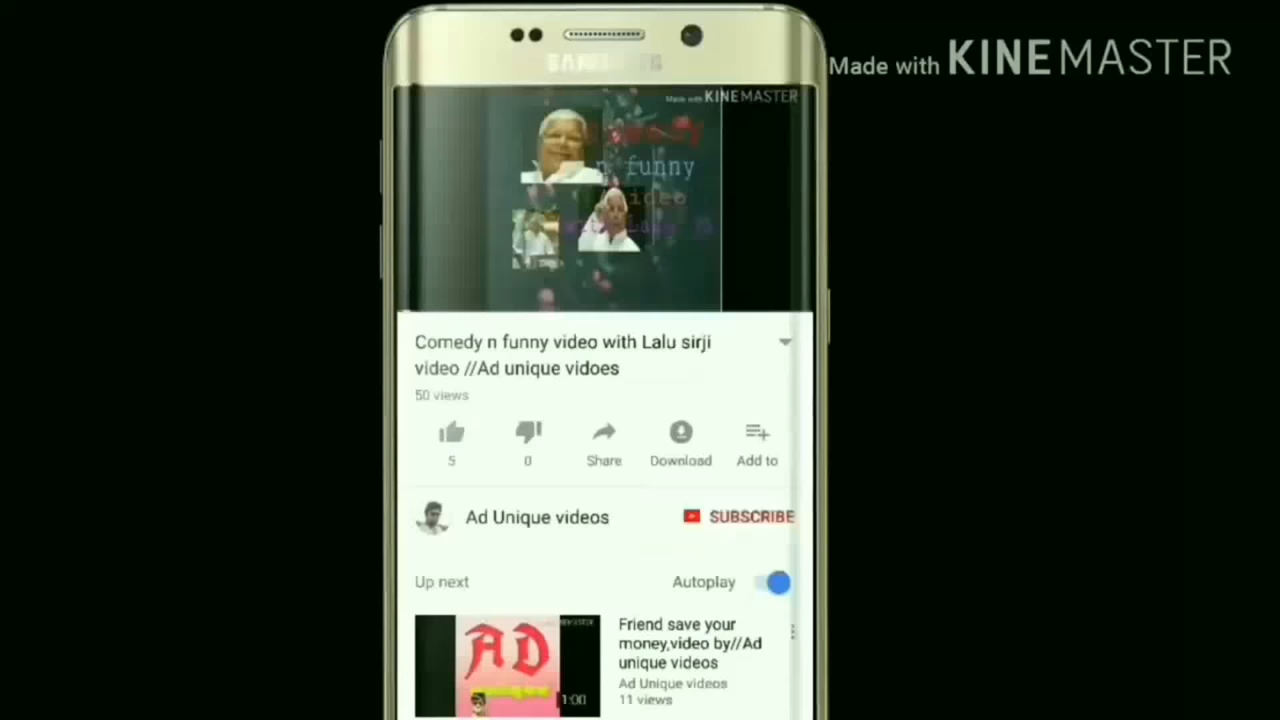 Made with KINEMASTER
SAMSUNG
Made with KINEMASTER
n funny
video
Comedy n funny video with Lalu sirji
video //Ad unique vidoes
50 views
5
0
Share
Download
Add to
Ad Unique videos
SUBSCRIBE
Up next
Autoplay
AD
1:00
Friend save your
money,video by//Ad
unique videos
Ad Unique videos
11 views